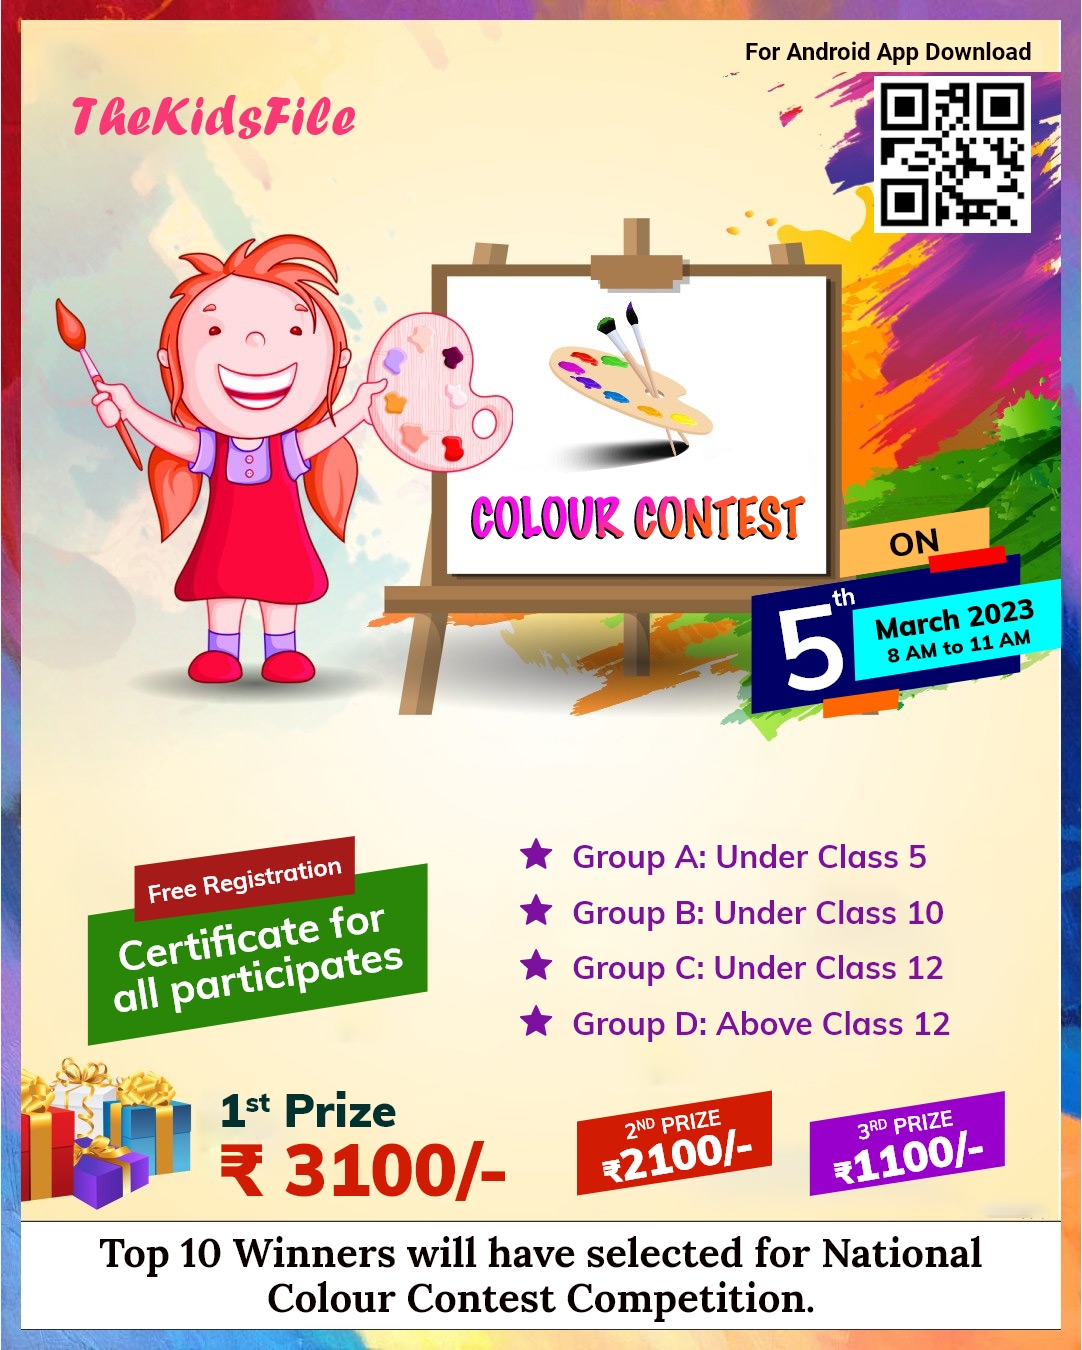 For Android App Download
TheKidsFile
COLOUR CONTEST
ON
5th
March 2023
8 AM to 11 AM
Free Registration
Certificate for
all participates
Group A: Under Class 5
Group B: Under Class 10
Group C: Under Class 12
Group D: Above Class 12
1st Prize
₹ 3100/-
2ND PRIZE
₹2100/-
3RD PRIZE
₹1100/-
Top 10 Winners will have selected for National
Colour Contest Competition.